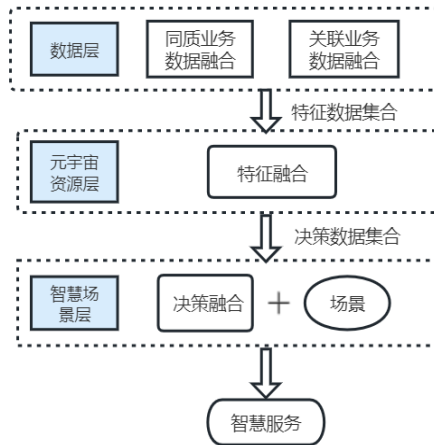 数据层
同质业务
数据融合
关联业务
数据融合
特征数据集合
元宇宙
资源层
特征融合
决策数据集合
智慧场
景层
决策融合
+
场景
智慧服务